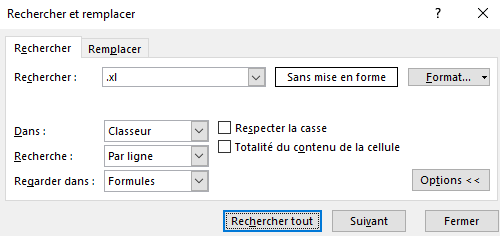 Rechercher et remplacer
?
Rechercher Remplacer
Rechercher : .xl Sans mise en forme Format...
Dans : Classeur Respecter la casse
Totalité du contenu de la cellule
Recherche : Par ligne
Regarder dans : Formules Options <<
Rechercher tout Suivant Fermer